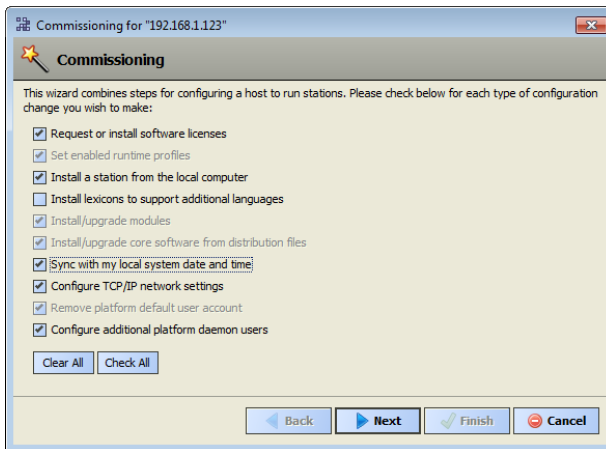 Commissioning for "192.168.1.123"
Commissioning
This wizard combines steps for configuring a host to run stations. Please check below for each type of configuration
change you wish to make:
Request or install software licenses
Set enabled runtime profiles
Install a station from the local computer
Install lexicons to support additional languages
Install/upgrade modules
Install/upgrade core software from distribution files
Sync with my local system date and time
Configure TCP/IP network settings
Remove platform default user account
Configure additional platform daemon users
Clear All Check All
Back Next Finish Cancel